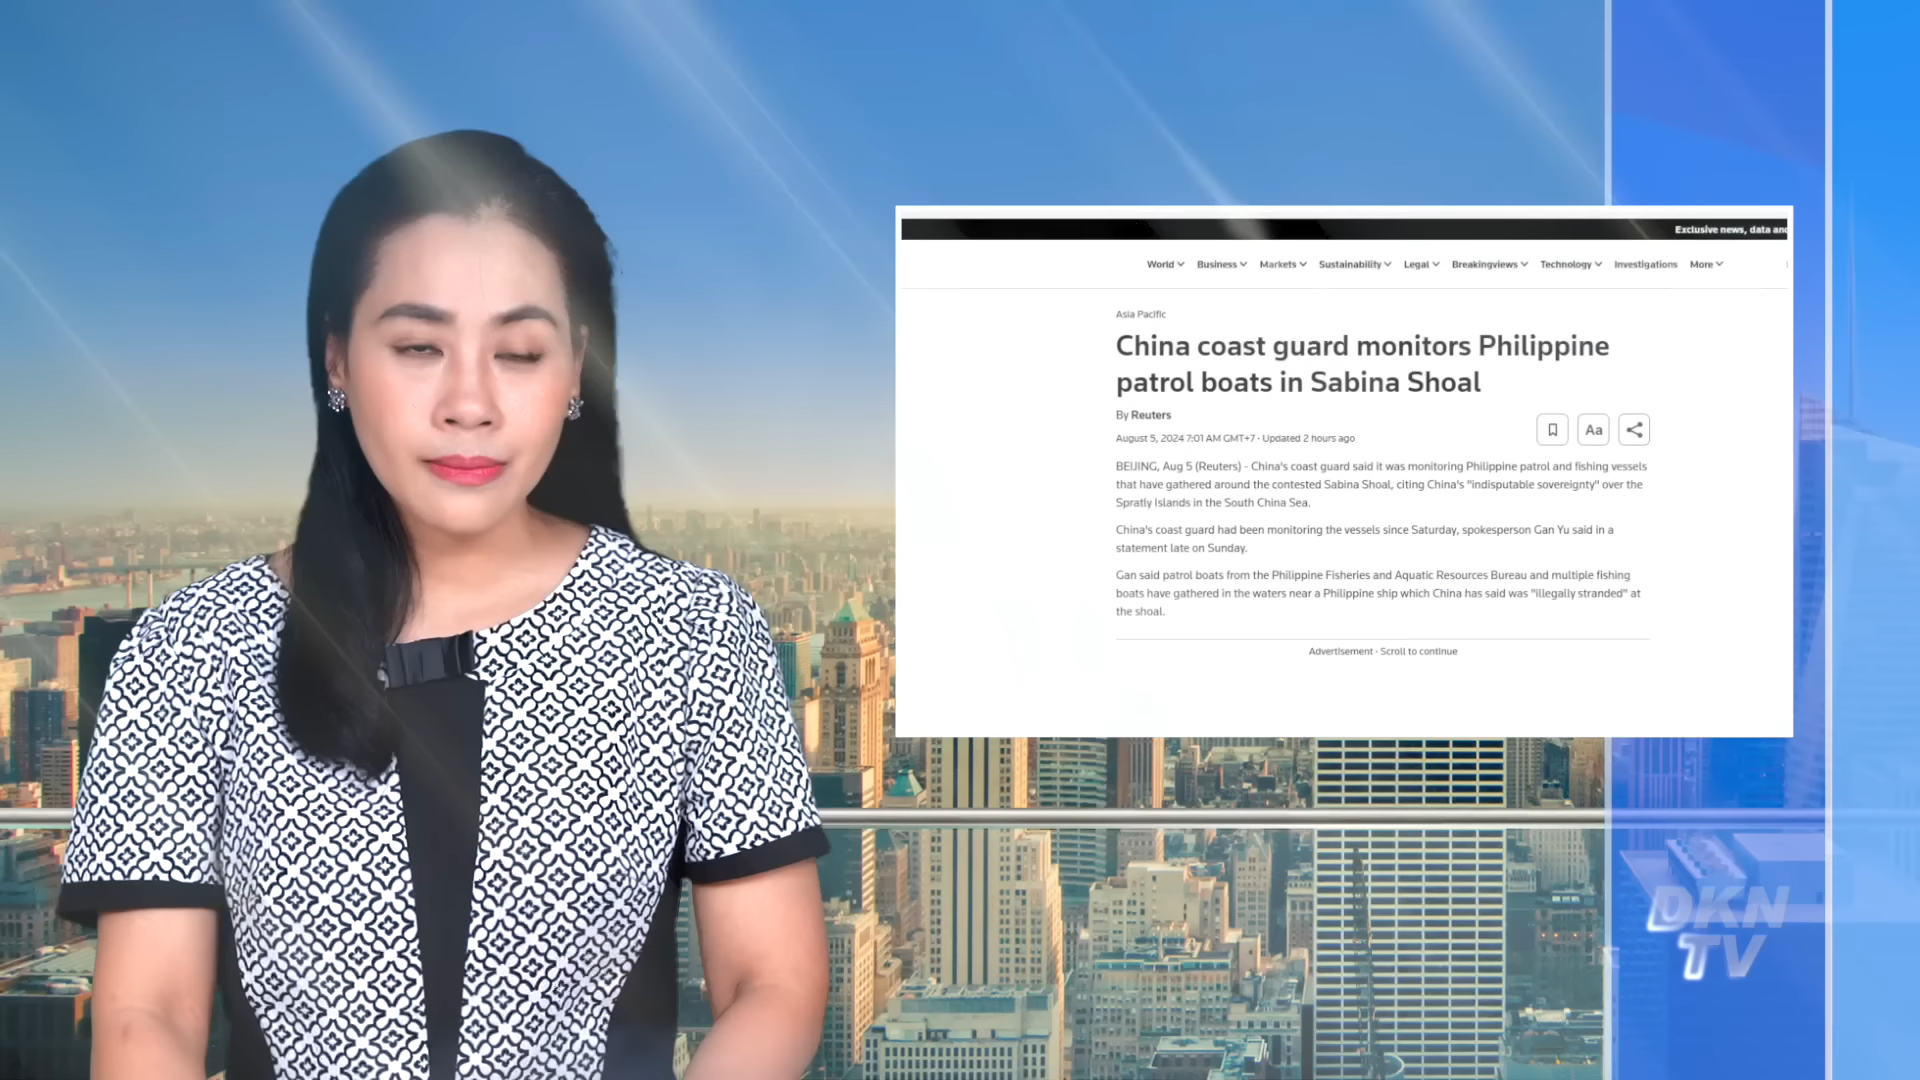 Exclusive news, data and
World Business Markets Sustainability Legal Breakingviews Technology Investigations More
Asia Pacific
China coast guard monitors Philippine
patrol boats in Sabina Shoal
By Reuters
Aa
August 5, 2024 7:01 AM GMT+7 · Updated 2 hours ago
BEIJING, Aug 5 (Reuters) - China's coast guard said it was monitoring Philippine patrol and fishing vessels
that have gathered around the contested Sabina Shoal, citing China's "indisputable sovereignty" over the
Spratly Islands in the South China Sea.
China's coast guard had been monitoring the vessels since Saturday, spokesperson Gan Yu said in a
statement late on Sunday.
Gan said patrol boats from the Philippine Fisheries and Aquatic Resources Bureau and multiple fishing
boats have gathered in the waters near a Philippine ship which China has said was "illegally stranded" at
the shoal.
Advertisement · Scroll to continue
DKN
TV